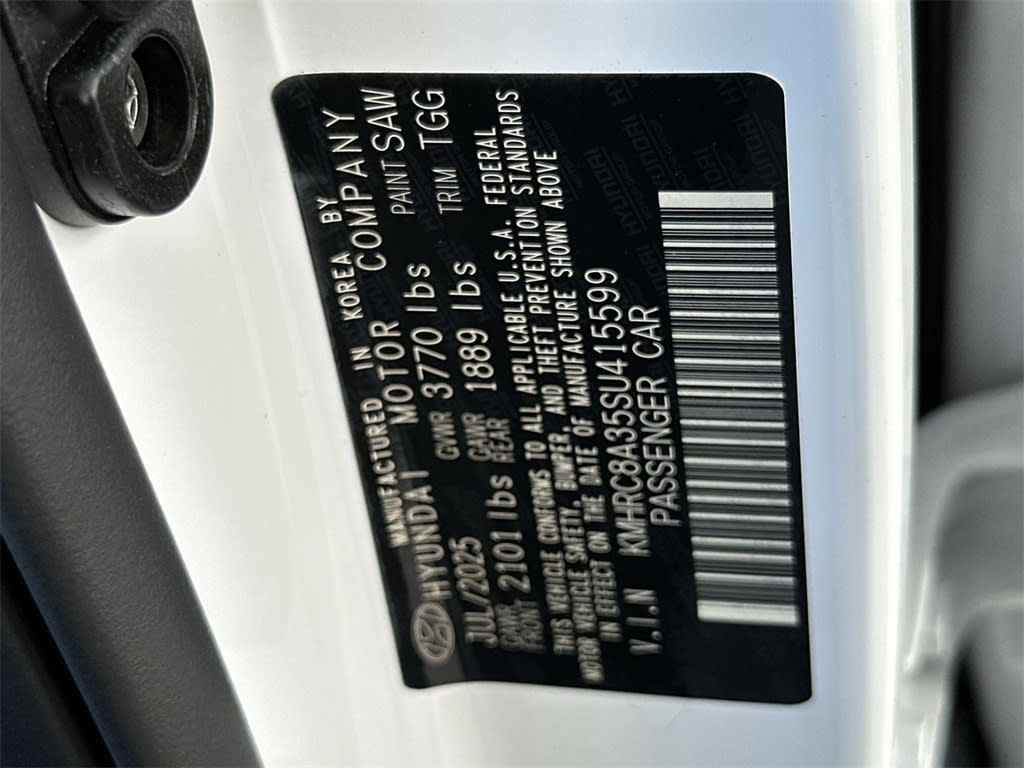 MANUFACTURED IN KOREA BY
HYUNDAI MOTOR COMPANY
JUL/2025 GVWR 3770 lbs PAINT SAW
GAWR FRONT 2101 lbs GAWR REAR 1889 lbs TRIM TGG
THIS VEHICLE CONFORMS TO ALL APPLICABLE U.S.A. FEDERAL
MOTOR VEHICLE SAFETY, BUMPER, AND THEFT PREVENTION STANDARDS
IN EFFECT ON THE DATE OF MANUFACTURE SHOWN ABOVE
V.I.N KMHRC8A35SU415599
PASSENGER CAR
HYUNDAI
HYUNDAI